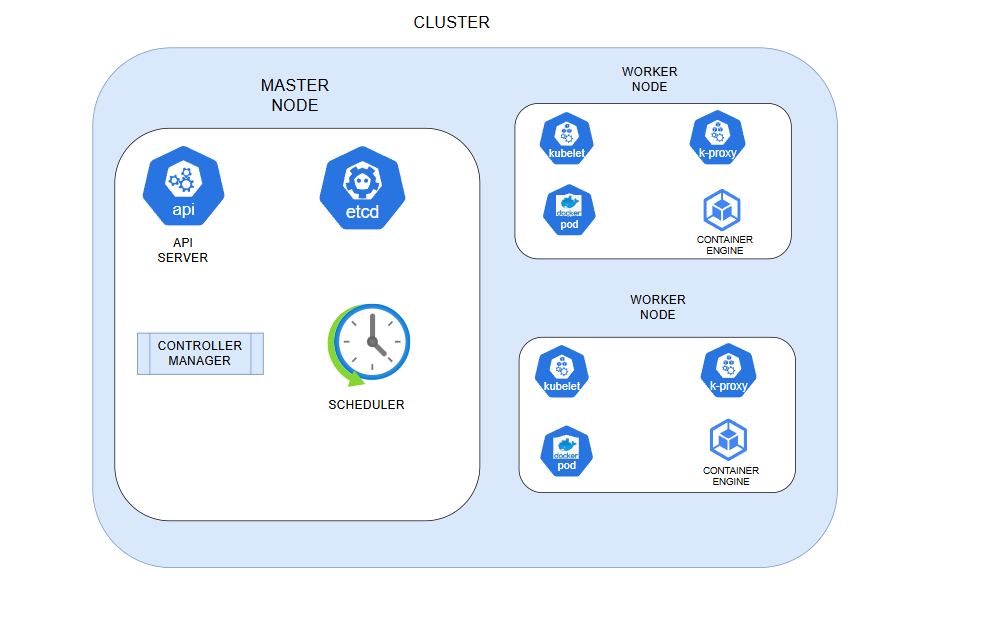 CLUSTER
MASTER
NODE
api
API
SERVER
etcd
CONTROLLER
MANAGER
SCHEDULER
WORKER
NODE
kubelet
k-proxy
docker
pod
CONTAINER
ENGINE
WORKER
NODE
kubelet
k-proxy
docker
pod
CONTAINER
ENGINE